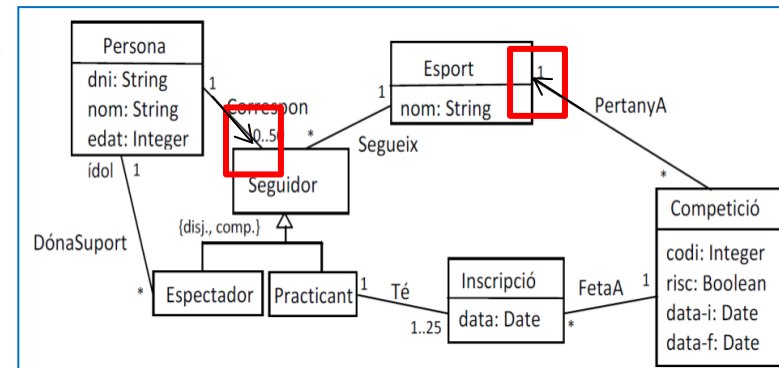 Persona
dni: String
nom: String
edat: Integer
1
Correspon
0..50
Seguidor
Esport
nom: String
1
*
Segueix
1
PertanyA
*
Competició
codi: Integer
risc: Boolean
data-i: Date
data-f: Date
ídol 1
DónaSuport
*
{disj., comp.}
Espectador
Practicant
1 Té
1..25
Inscripció
data: Date
FetaA 1
*